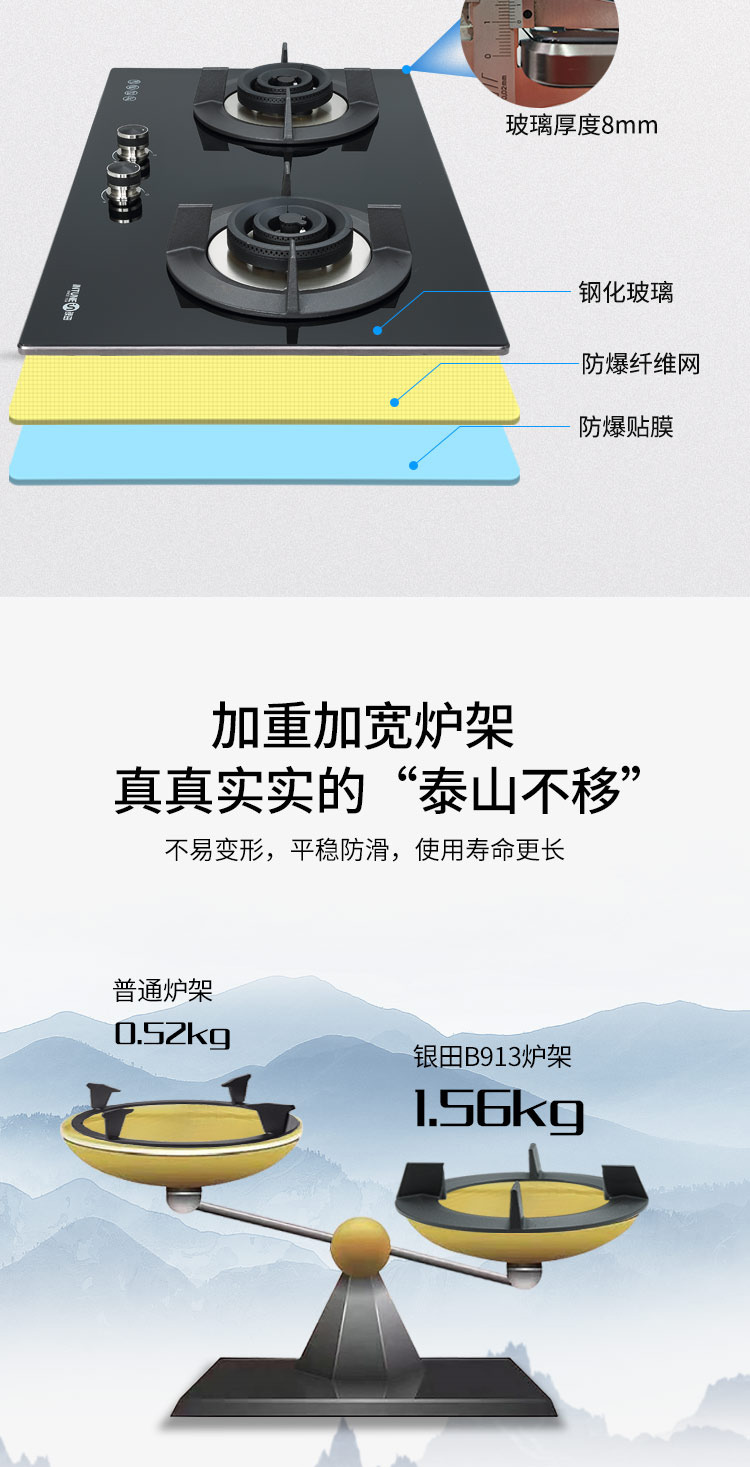 玻璃厚度8mm
钢化玻璃
防爆纤维网
防爆贴膜
加重加宽炉架
真真实实的“泰山不移”
不易变形，平稳防滑，使用寿命更长
普通炉架
0.52kg
银田B913炉架
1.56kg